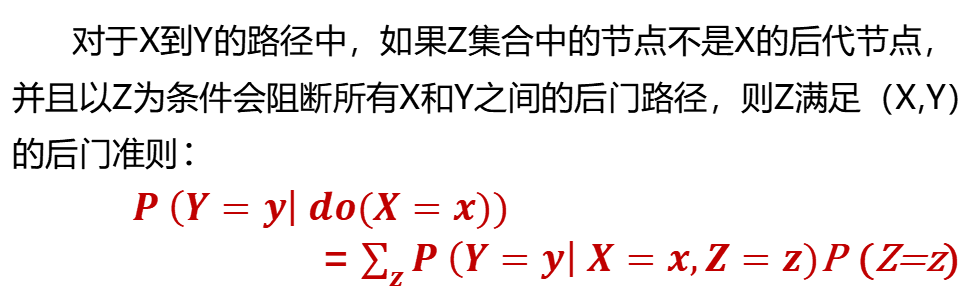 对于X到Y的路径中，如果Z集合中的节点不是X的后代节点，
并且以Z为条件会阻断所有X和Y之间的后门路径，则Z满足（X,Y）
的后门准则：
P (Y = y| do(X = x))
= ∑z P (Y = y| X = x, Z = z) P (Z=z)